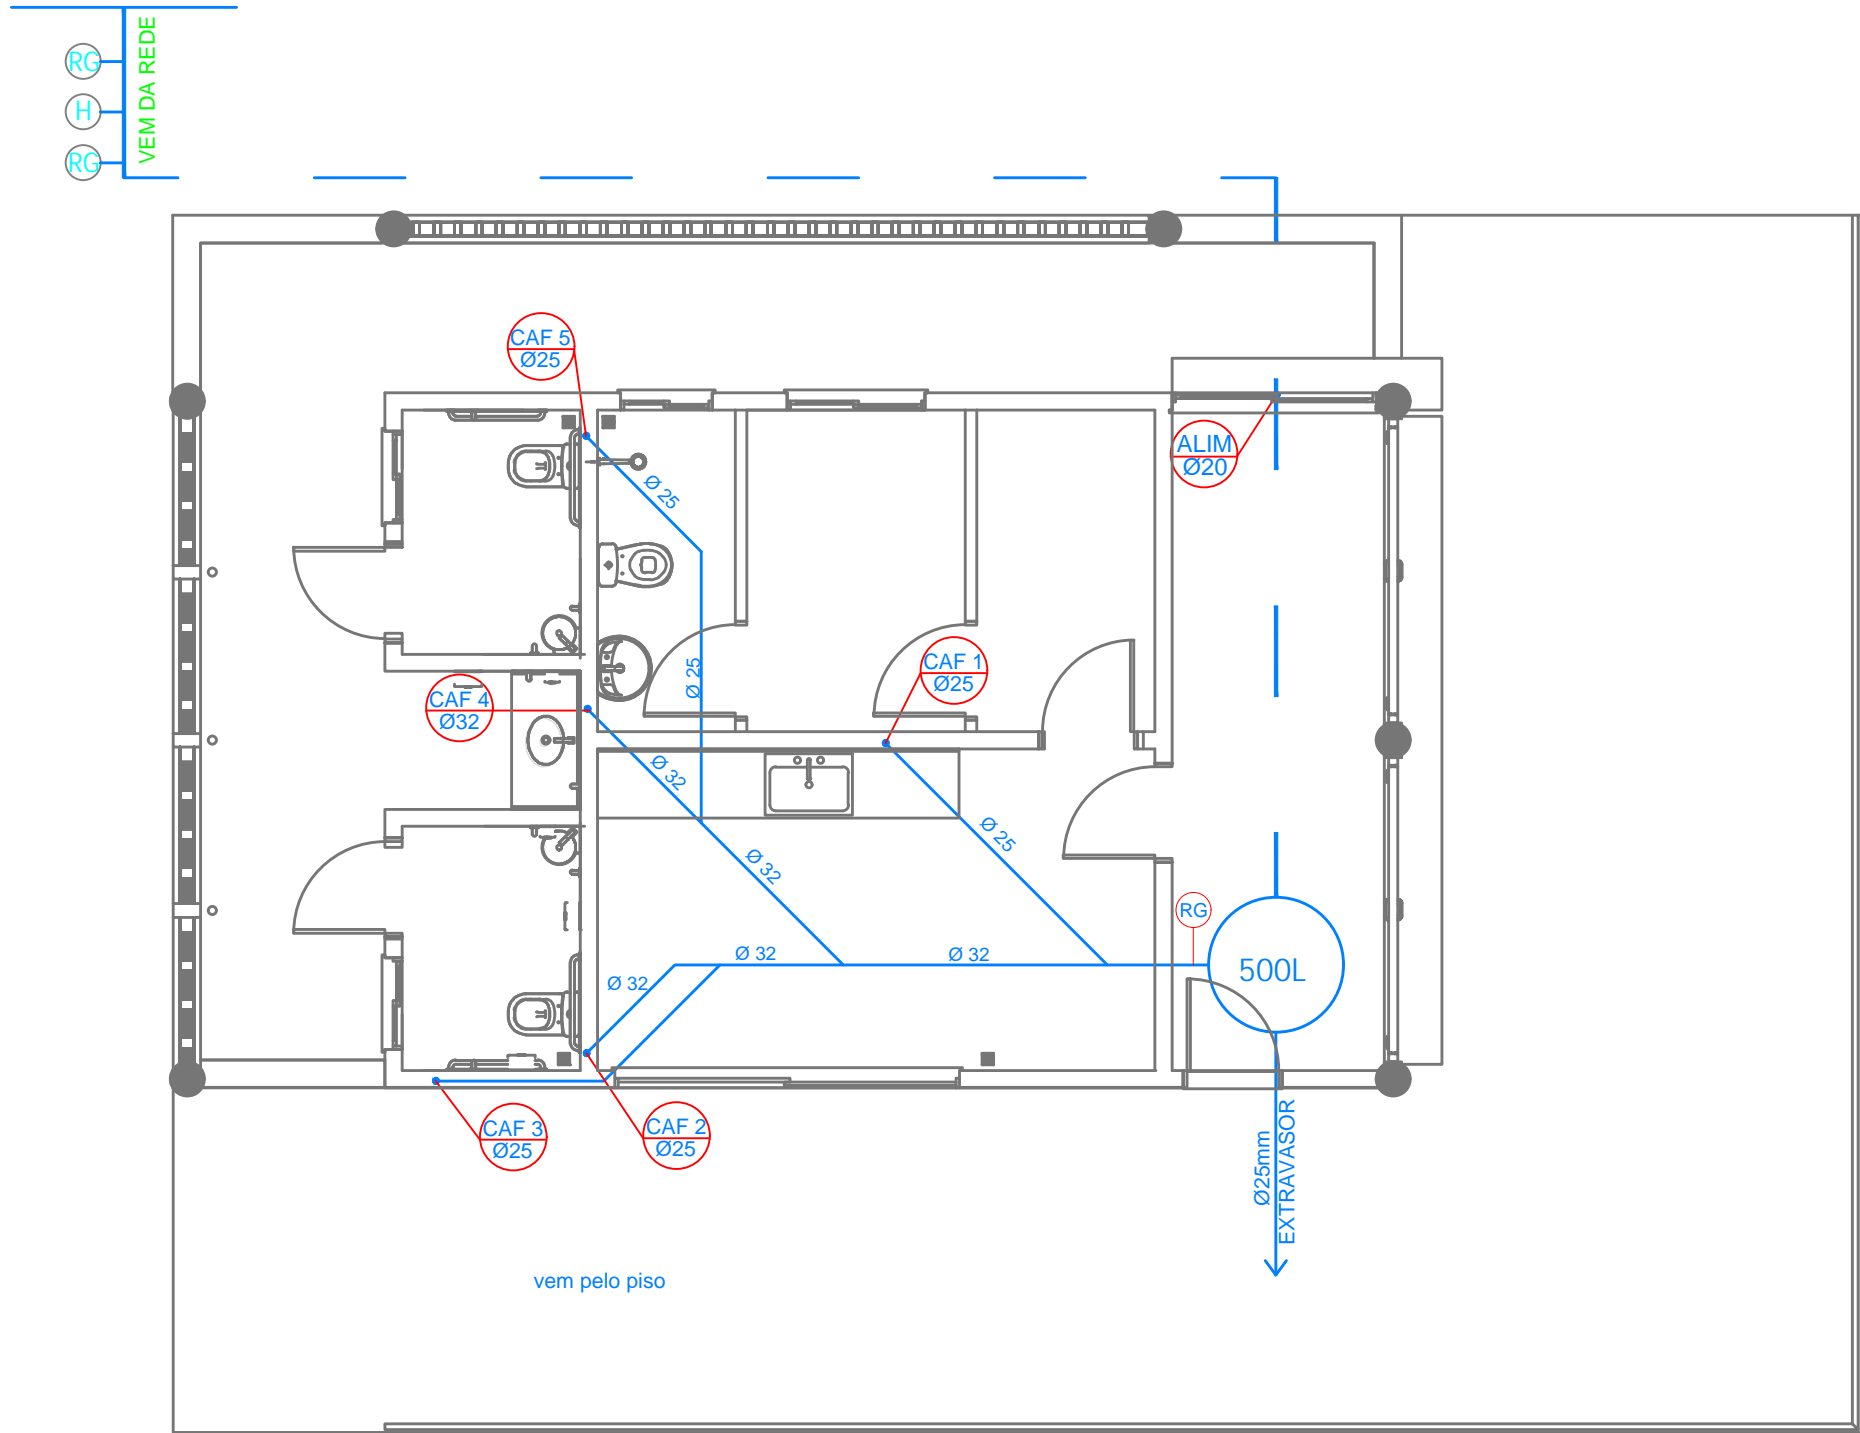 RG
H
RG
VEM DA REDE
CAF 5
Ø25
ALIM
Ø20
Ø 25
Ø 25
CAF 1
Ø25
CAF 4
Ø32
Ø 32
Ø 25
Ø 32
RG
Ø 32
Ø 32
500L
Ø 32
CAF 3
Ø25
CAF 2
Ø25
Ø25mm
EXTRAVASOR
vem pelo piso